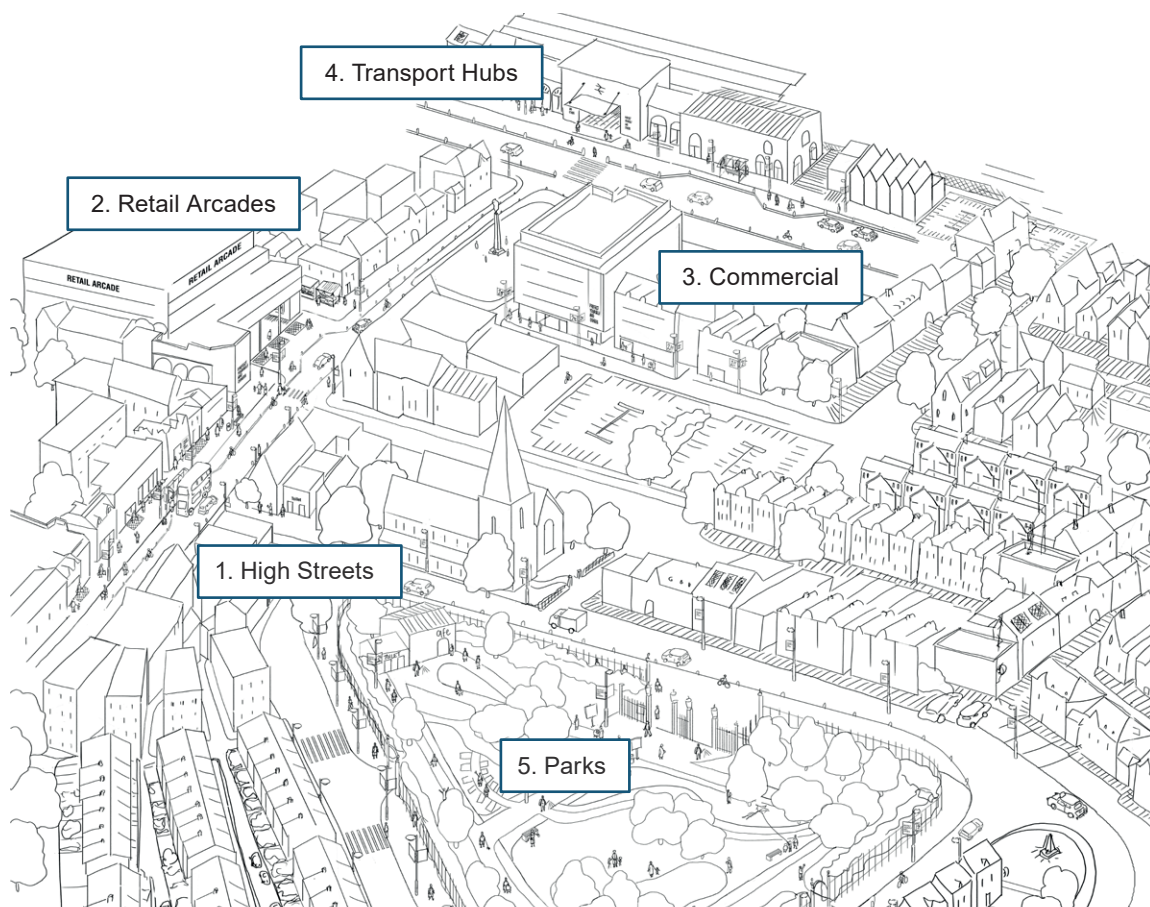 4. Transport Hubs
2. Retail Arcades
RETAIL ARCADE
RETAIL ARCADE
3. Commercial
1. High Streets
5. Parks